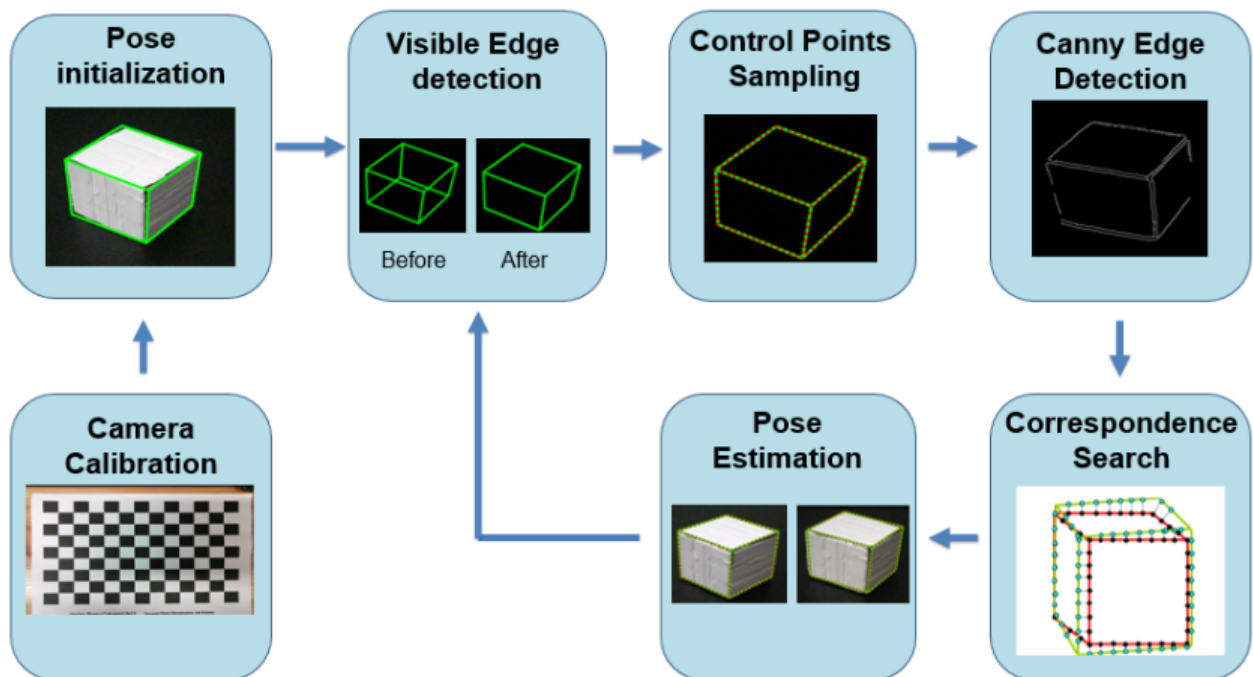 Pose
initialization
Visible Edge
detection
Before
After
Control Points
Sampling
Canny Edge
Detection
Camera
Calibration
Pose
Estimation
Correspondence
Search